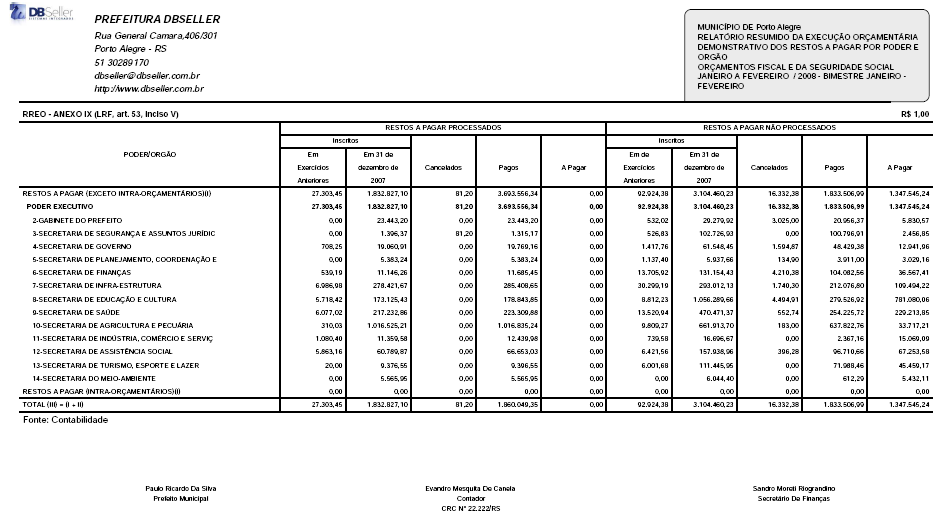 DBSeller
SISTEMAS INTEGRADOS
PREFEITURA DBSELLER
Rua General Camara,406/301
Porto Alegre - RS
51 30289170
dbseller@dbseller.com.br
http://www.dbseller.com.br
MUNICÍPIO DE Porto Alegre
RELATÓRIO RESUMIDO DA EXECUÇÃO ORÇAMENTÁRIA
DEMONSTRATIVO DOS RESTOS A PAGAR POR PODER E
ORGÃO
ORÇAMENTOS FISCAL E DA SEGURIDADE SOCIAL
JANEIRO A FEVEREIRO / 2008 - BIMESTRE JANEIRO -
FEVEREIRO
RREO - ANEXO IX (LRF, art. 53, inciso V) R$ 1,00
RESTOS A PAGAR PROCESSADOS RESTOS A PAGAR NÃO PROCESSADOS
Inscritos Inscritos
PODER/ORGÃO Em Exercícios Anteriores Em 31 de dezembro de 2007 Cancelados Pagos A Pagar Em de Exercícios Anteriores Em 31 de dezembro de 2007 Cancelados Pagos A Pagar
RESTOS A PAGAR (EXCETO INTRA-ORÇAMENTÁRIOS)(I) 27.303,45 1.832.827,10 81,20 3.693.556,34 0,00 92.924,38 3.104.460,23 16.332,38 1.833.506,99 1.347.545,24
PODER EXECUTIVO 27.303,45 1.832.827,10 81,20 3.693.556,34 0,00 92.924,38 3.104.460,23 16.332,38 1.833.506,99 1.347.545,24
2-GABINETE DO PREFEITO 0,00 23.443,20 0,00 23.443,20 0,00 532,02 29.279,92 3.025,00 20.956,37 5.830,57
3-SECRETARIA DE SEGURANÇA E ASSUNTOS JURÍDIC 0,00 1.396,37 81,20 1.315,17 0,00 526,83 102.726,93 0,00 100.796,91 2.456,85
4-SECRETARIA DE GOVERNO 708,25 19.060,91 0,00 19.769,16 0,00 1.417,76 61.548,45 1.594,87 48.429,38 12.941,96
5-SECRETARIA DE PLANEJAMENTO, COORDENAÇÃO E 0,00 5.383,24 0,00 5.383,24 0,00 1.137,40 5.937,66 134,90 3.911,00 3.029,16
6-SECRETARIA DE FINANÇAS 539,19 11.146,26 0,00 11.685,45 0,00 13.705,92 131.154,43 4.210,38 104.082,56 36.567,41
7-SECRETARIA DE INFRA-ESTRUTURA 6.986,98 278.421,67 0,00 285.408,65 0,00 30.299,19 293.012,13 1.740,30 212.076,80 109.494,22
8-SECRETARIA DE EDUCAÇÃO E CULTURA 5.718,42 173.125,43 0,00 178.843,85 0,00 8.812,23 1.056.289,66 4.494,91 279.526,92 781.080,06
9-SECRETARIA DE SAÚDE 6.077,02 217.232,86 0,00 223.309,88 0,00 13.520,94 470.471,37 552,74 254.225,72 229.213,85
10-SECRETARIA DE AGRICULTURA E PECUÁRIA 310,03 1.016.525,21 0,00 1.016.835,24 0,00 9.809,27 661.913,70 183,00 637.822,76 33.717,21
11-SECRETARIA DE INDÚSTRIA, COMÉRCIO E SERVIÇ 1.080,40 11.359,58 0,00 12.439,98 0,00 739,58 16.696,67 0,00 2.367,16 15.069,09
12-SECRETARIA DE ASSISTÊNCIA SOCIAL 5.863,16 60.789,87 0,00 66.653,03 0,00 6.421,56 157.938,96 396,28 96.710,66 67.253,58
13-SECRETARIA DE TURISMO, ESPORTE E LAZER 20,00 9.376,55 0,00 9.396,55 0,00 6.001,68 111.445,95 0,00 71.988,46 45.459,17
14-SECRETARIA DO MEIO-AMBIENTE 0,00 5.565,95 0,00 5.565,95 0,00 0,00 6.044,40 0,00 612,29 5.432,11
RESTOS A PAGAR (INTRA-ORÇAMENTÁRIOS)(I) 0,00 0,00 0,00 0,00 0,00 0,00 0,00 0,00 0,00 0,00
TOTAL (III) = (I + II) 27.303,45 1.832.827,10 81,20 1.860.049,35 0,00 92.924,38 3.104.460,23 16.332,38 1.833.506,99 1.347.545,24
Fonte: Contabilidade
Paulo Ricardo Da Silva Evandro Mesquita De Canela Sandro Moreti Riograndino
Prefeito Municipal Contador Secretário De Finanças
CRC Nº 22.222/RS